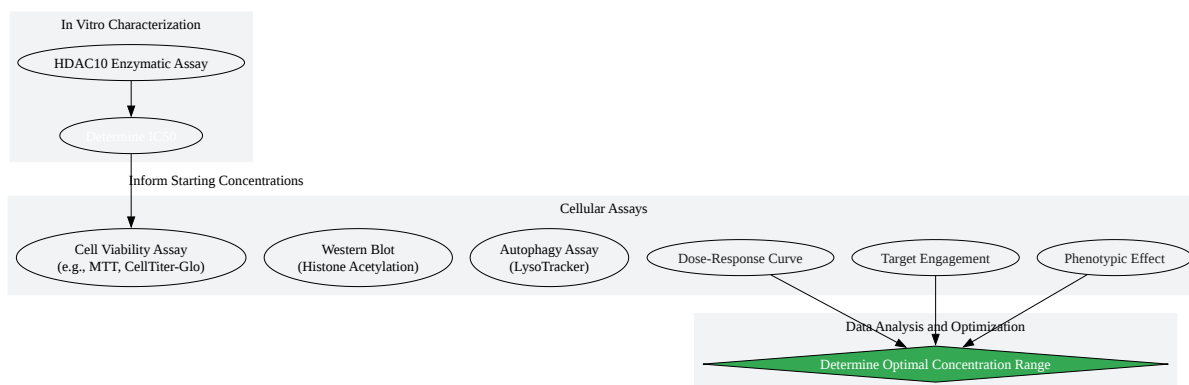 In Vitro Characterization
HDAC10 Enzymatic Assay
Determine IC50
Inform Starting Concentrations
Cellular Assays
Cell Viability Assay
(e.g., MTT, CellTiter-Glo)
Western Blot
(Histone Acetylation)
Autophagy Assay
(LysoTracker)
Dose-Response Curve
Target Engagement
Phenotypic Effect
Data Analysis and Optimization
Determine Optimal Concentration Range